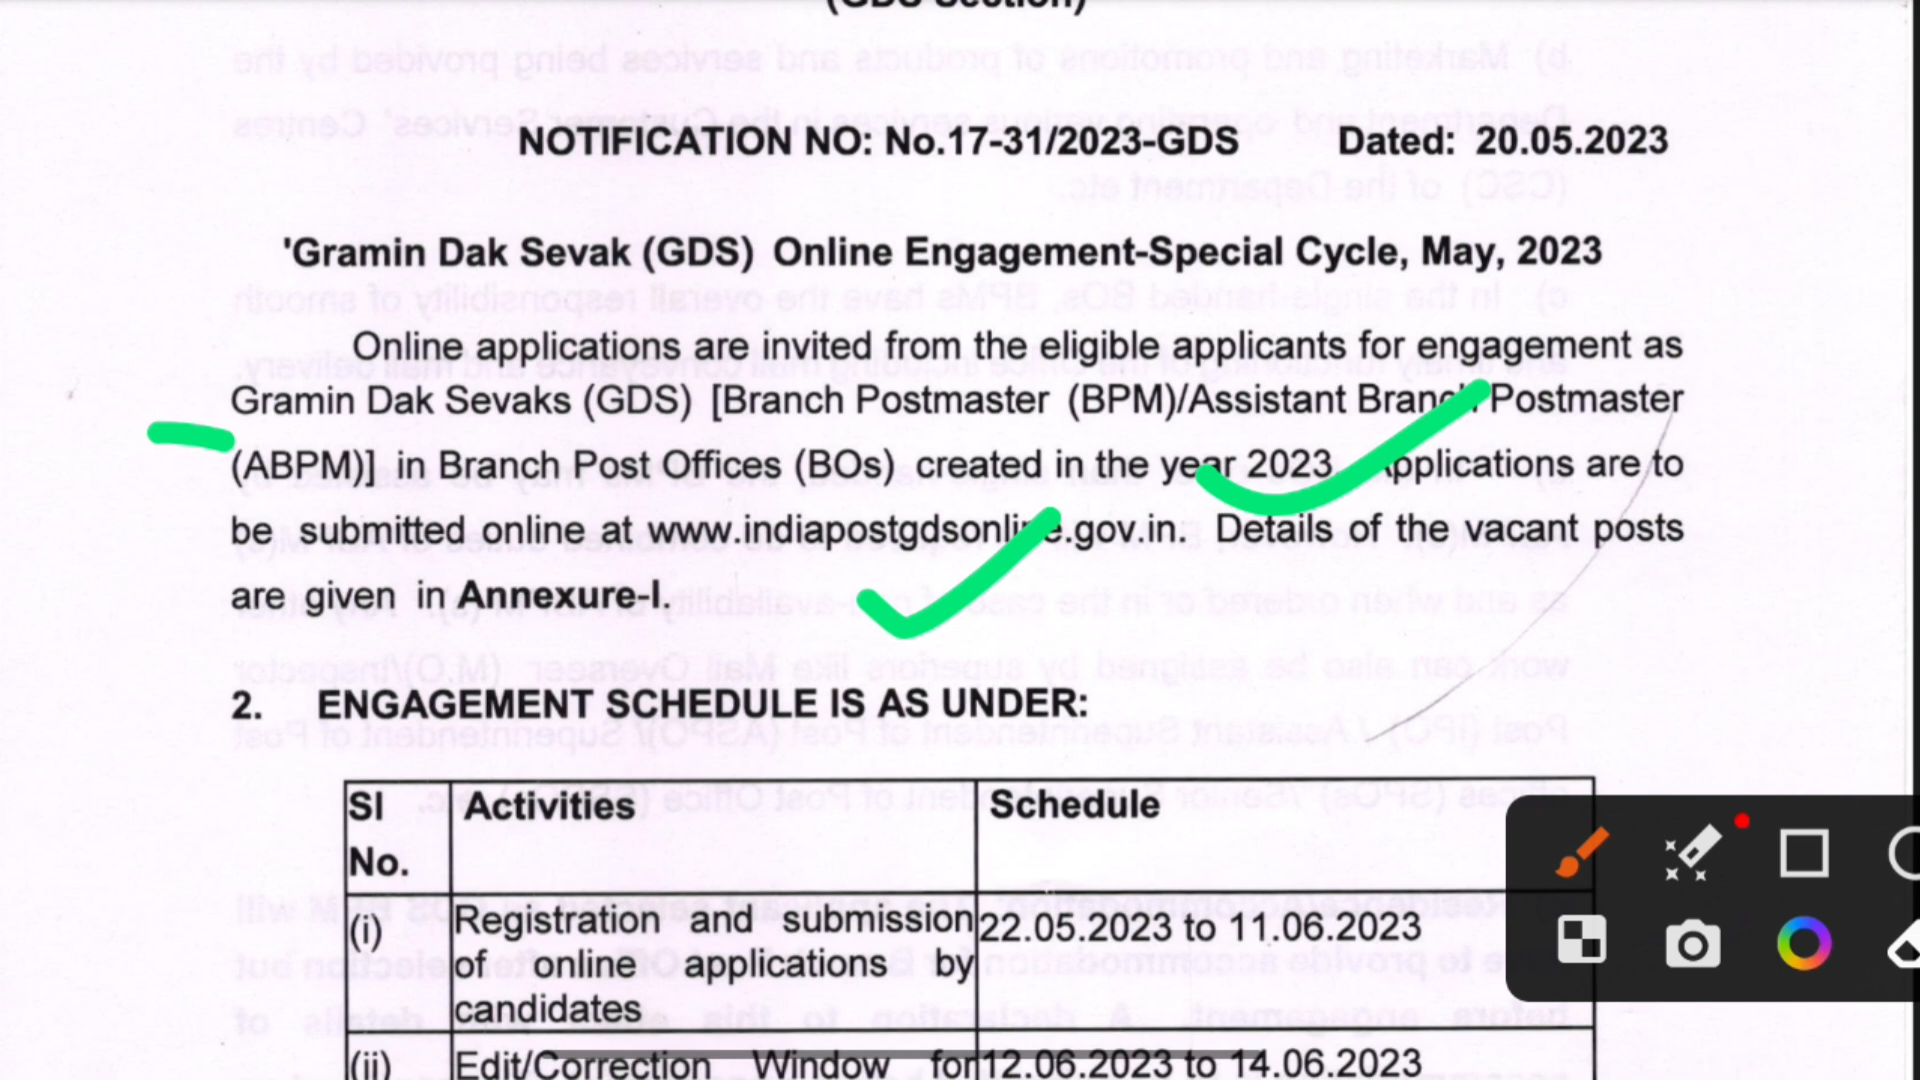 (GDS Section)
NOTIFICATION NO: No.17-31/2023-GDS Dated: 20.05.2023
'Gramin Dak Sevak (GDS) Online Engagement-Special Cycle, May, 2023
Online applications are invited from the eligible applicants for engagement as
Gramin Dak Sevaks (GDS) [Branch Postmaster (BPM)/Assistant Branch Postmaster
(ABPM)] in Branch Post Offices (BOs) created in the year 2023. Applications are to
be submitted online at www.indiapostgdsonline.gov.in. Details of the vacant posts
are given in Annexure-I.
2. ENGAGEMENT SCHEDULE IS AS UNDER:
Sl Activities Schedule
No.
(i) Registration and submission 22.05.2023 to 11.06.2023
of online applications by
candidates
(ii) Edit/Correction Window for 12.06.2023 to 14.06.2023